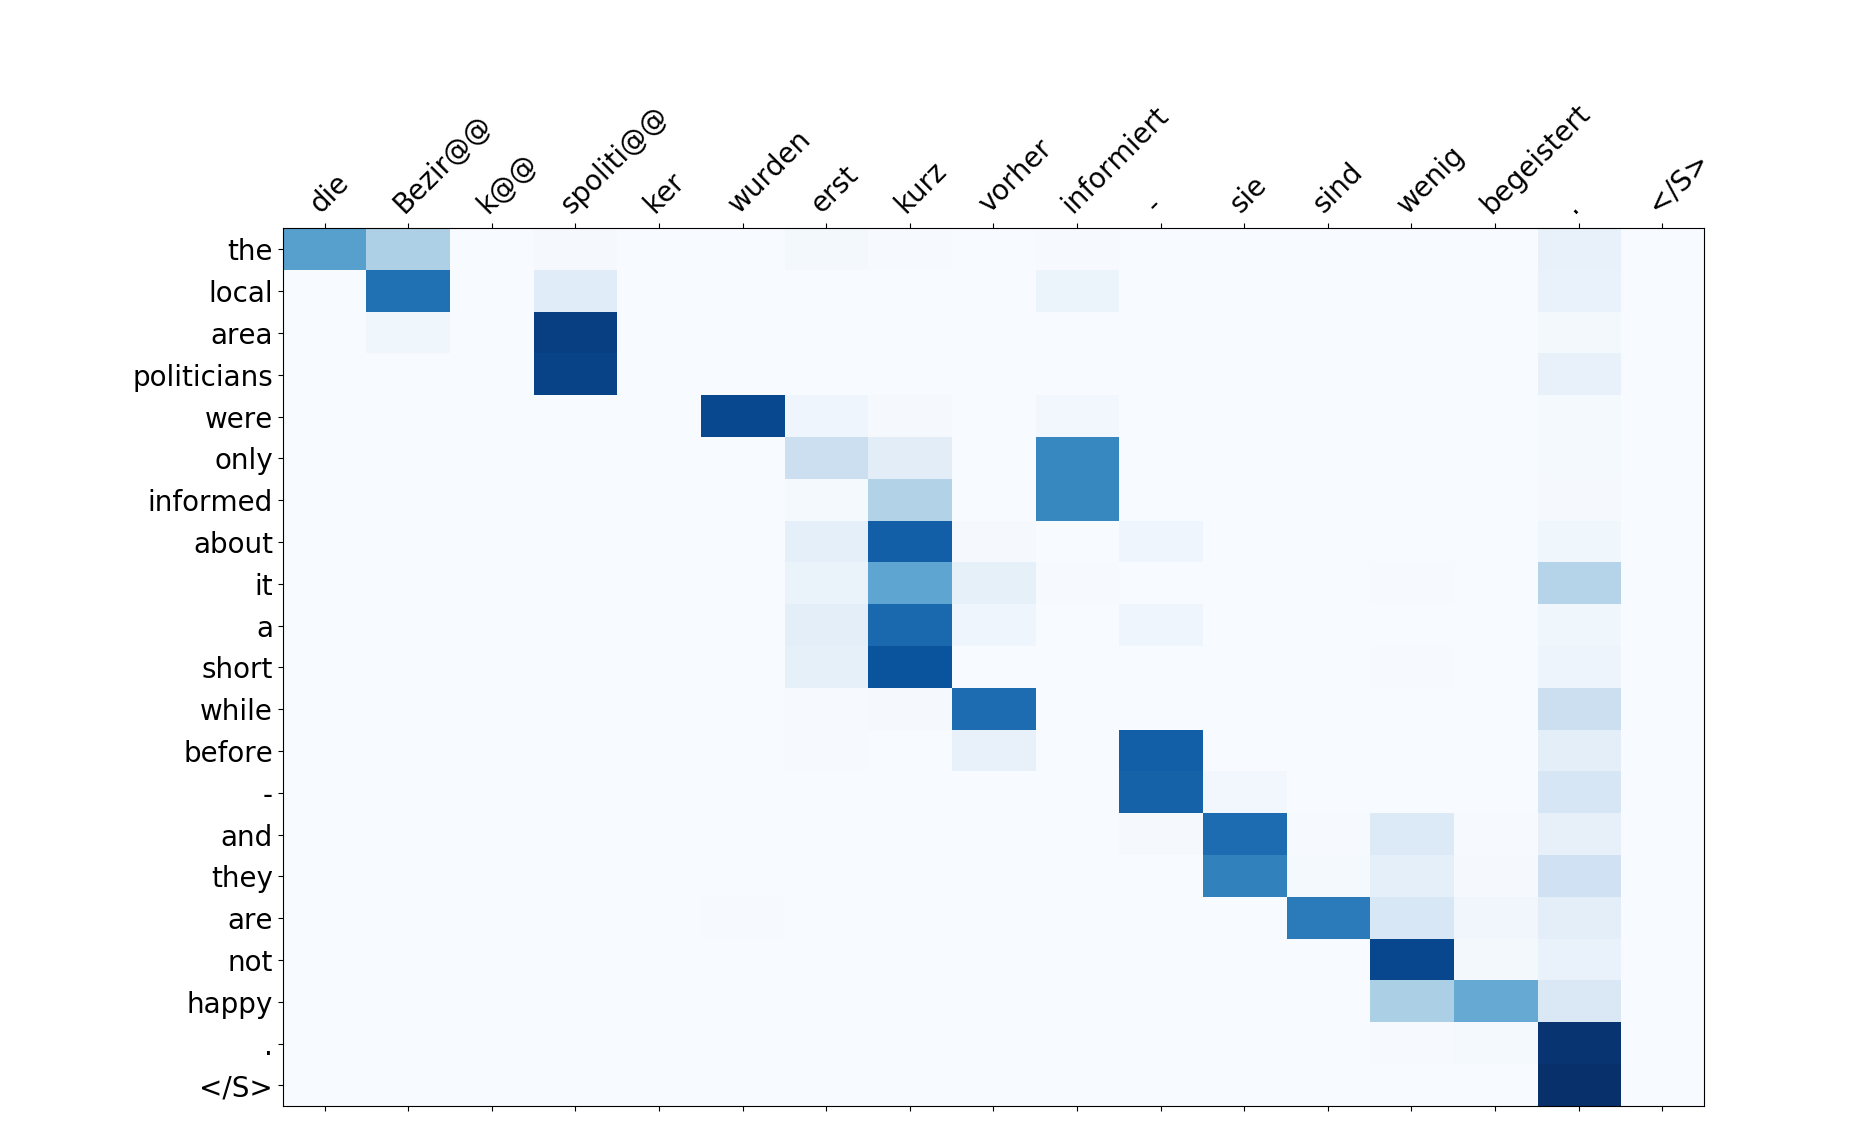 die Bezir@@ k@@ spoliti@@ ker wurden erst kurz vorher informiert - sie sind wenig begeistert . </S>
the
local
area
politicians
were
only
informed
about
it
a
short
while
before
-
and
they
are
not
happy
.
</S>